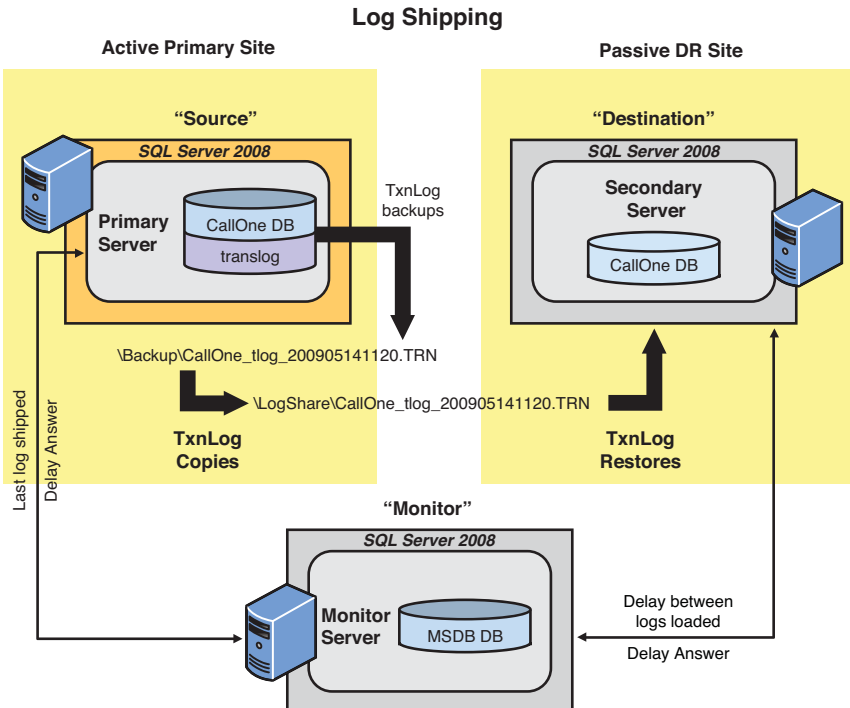 Log Shipping
Active Primary Site
Passive DR Site
“Source”
SQL Server 2008
Primary
Server
CallOne DB
translog
TxnLog
backups
“Destination”
SQL Server 2008
Secondary
Server
CallOne DB
\Backup\CallOne_tlog_200905141120.TRN
\LogShare\CallOne_tlog_200905141120.TRN
TxnLog
Copies
TxnLog
Restores
Last log shipped
Delay Answer
“Monitor”
SQL Server 2008
Monitor
Server
MSDB DB
Delay between
logs loaded
Delay Answer